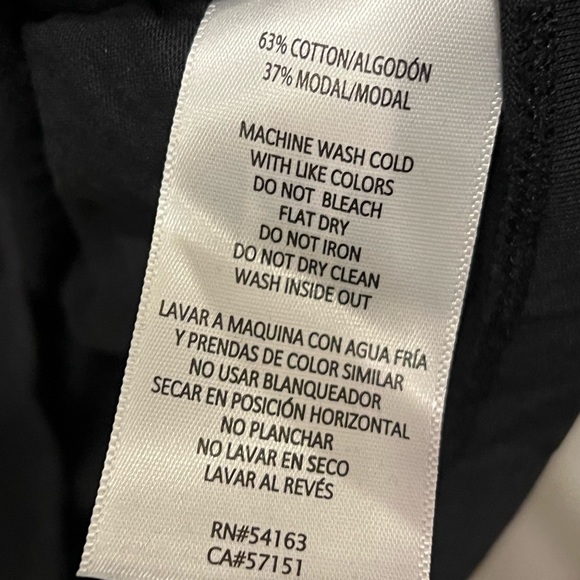 63% COTTON/ALGODÓN
37% MODAL/MODAL
MACHINE WASH COLD
WITH LIKE COLORS
DO NOT BLEACH
FLAT DRY
DO NOT IRON
DO NOT DRY CLEAN
WASH INSIDE OUT
LAVAR A MAQUINA CON AGUA FRÍA
Y PRENDAS DE COLOR SIMILAR
NO USAR BLANQUEADOR
SECAR EN POSICIÓN HORIZONTAL
NO PLANCHAR
NO LAVAR EN SECO
LAVAR AL REVÉS
RN#54163
CA#57151